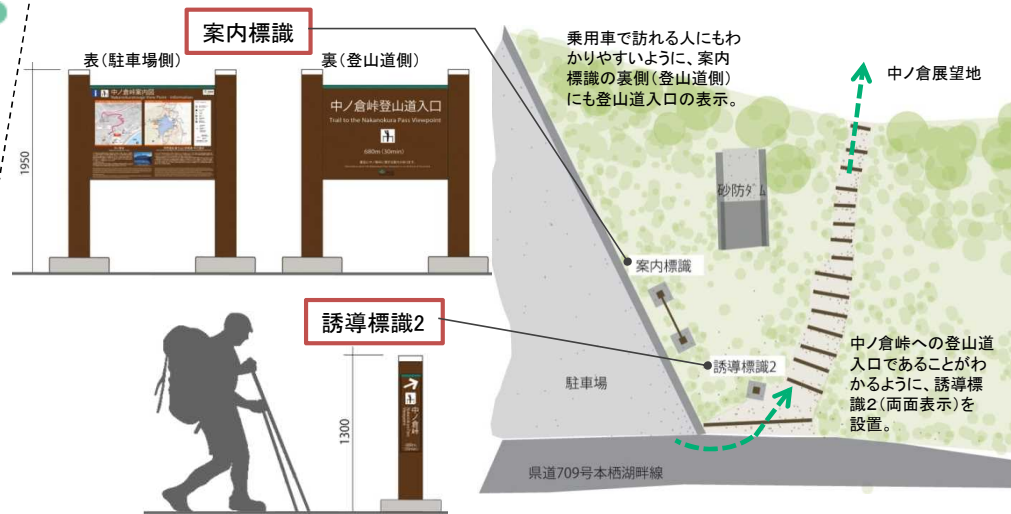 案内標識
表(駐車場側)
裏(登山道側)
1950
i 中ノ倉峠案内図
中ノ倉峠登山道入口
Trail to the Nakanokura Pass Viewpoint
680m (30min)
乗用車で訪れる人にもわ
かりやすいように、案内
標識の裏側(登山道側)
にも登山道入口の表示。
中ノ倉展望地
砂防ダム
案内標識
誘導標識2
誘導標識2
1300
中ノ倉峠
駐車場
中ノ倉峠への登山道
入口であることがわ
かるように、誘導標
識2(両面表示)を
設置。
県道709号本栖湖畔線